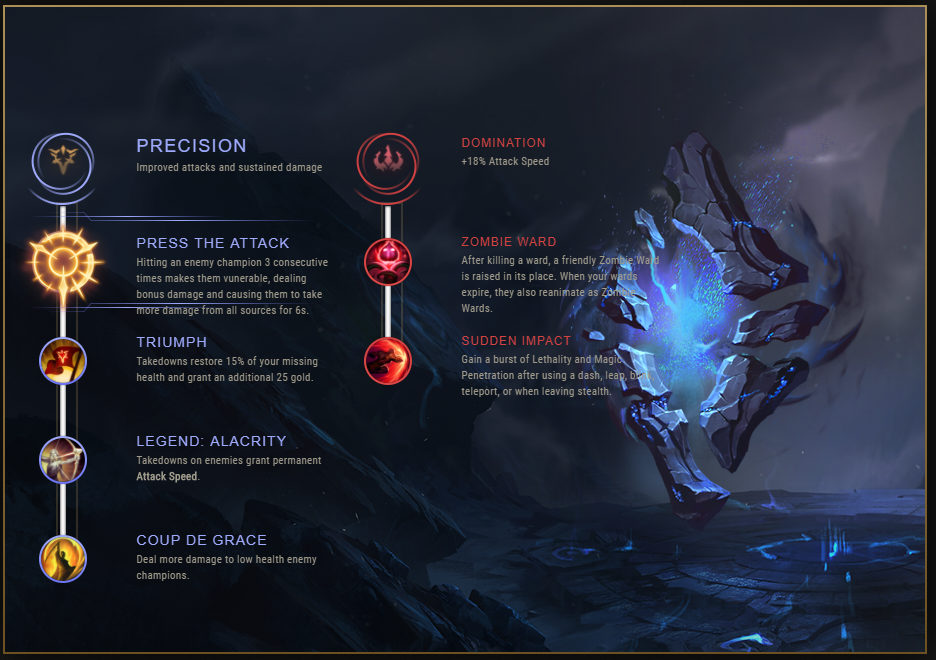 PRECISION
Improved attacks and sustained damage
PRESS THE ATTACK
Hitting an enemy champion 3 consecutive
times makes them vunerable, dealing
bonus damage and causing them to take
more damage from all sources for 6s.
TRIUMPH
Takedowns restore 15% of your missing
health and grant an additional 25 gold.
LEGEND: ALACRITY
Takedowns on enemies grant permanent
Attack Speed.
COUP DE GRACE
Deal more damage to low health enemy
champions.
DOMINATION
+18% Attack Speed
ZOMBIE WARD
After killing a ward, a friendly Zombie Ward
is raised in its place. When your wards
expire, they also reanimate as Zombie
Wards.
SUDDEN IMPACT
Gain a burst of Lethality and Magic
Penetration after using a dash, leap, blink,
teleport, or when leaving stealth.